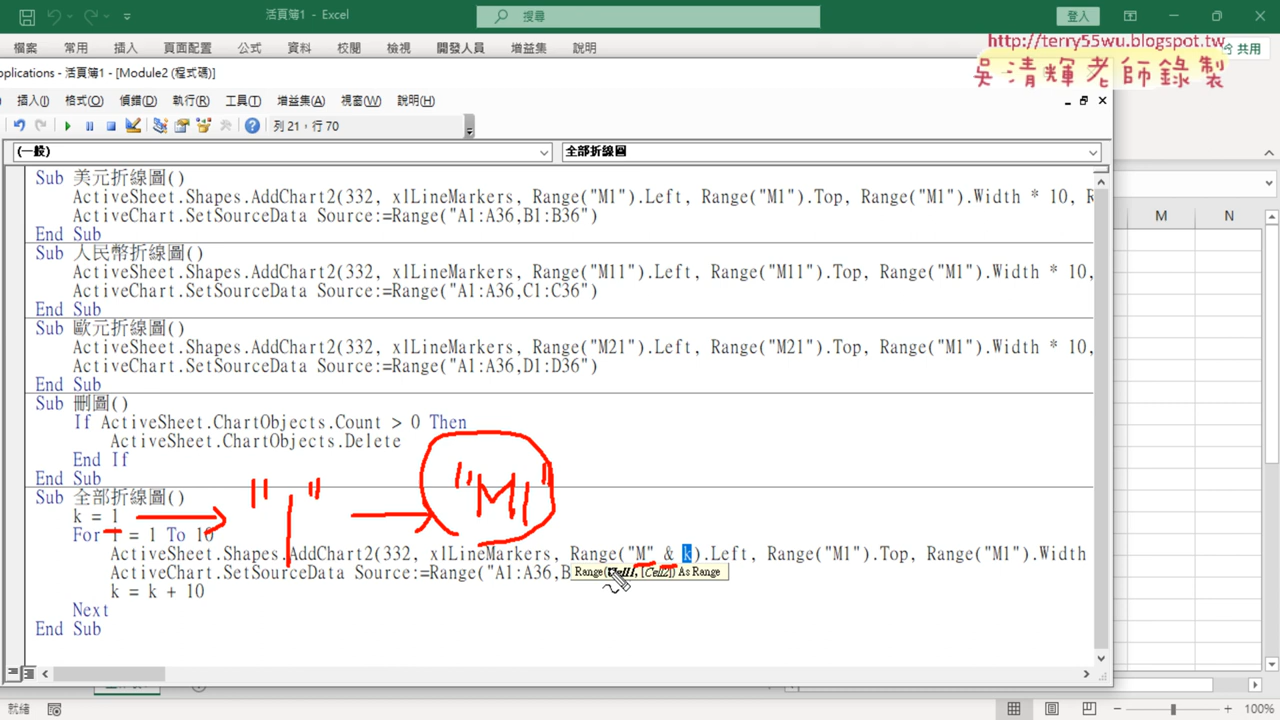 活頁簿1 - Excel
搜尋
登入
檔案 常用 插入 頁面配置 公式 資料 校閱 檢視 開發人員 增益集 說明
共用
http://terry55wu.blogspot.tw
吳清輝老師錄製
pplications - 活頁簿1 - [Module2 (程式碼)]
插入(I) 格式(O) 偵錯(D) 執行(R) 工具(T) 增益集(A) 視窗(W) 說明(H)
列 21，行 70
(一般) 全部折線圖
M N
Sub 美元折線圖()
ActiveSheet.Shapes.AddChart2(332, xlLineMarkers, Range("M1").Left, Range("M1").Top, Range("M1").Width * 10, R
ActiveChart.SetSourceData Source:=Range("A1:A36,B1:B36")
End Sub
Sub 人民幣折線圖()
ActiveSheet.Shapes.AddChart2(332, xlLineMarkers, Range("M11").Left, Range("M11").Top, Range("M1").Width * 10,
ActiveChart.SetSourceData Source:=Range("A1:A36,C1:C36")
End Sub
Sub 歐元折線圖()
ActiveSheet.Shapes.AddChart2(332, xlLineMarkers, Range("M21").Left, Range("M21").Top, Range("M1").Width * 10,
ActiveChart.SetSourceData Source:=Range("A1:A36,D1:D36")
End Sub
Sub 刪圖()
If ActiveSheet.ChartObjects.Count > 0 Then
ActiveSheet.ChartObjects.Delete
End If
End Sub
Sub 全部折線圖()
"1" "M1"
k = 1
For i = 1 To 10
ActiveSheet.Shapes.AddChart2(332, xlLineMarkers, Range("M" & k).Left, Range("M1").Top, Range("M1").Width
ActiveChart.SetSourceData Source:=Range("A1:A36,B
Range(Cell1, [Cell2]) As Range
k = k + 10
Next
End Sub
就緒
100%